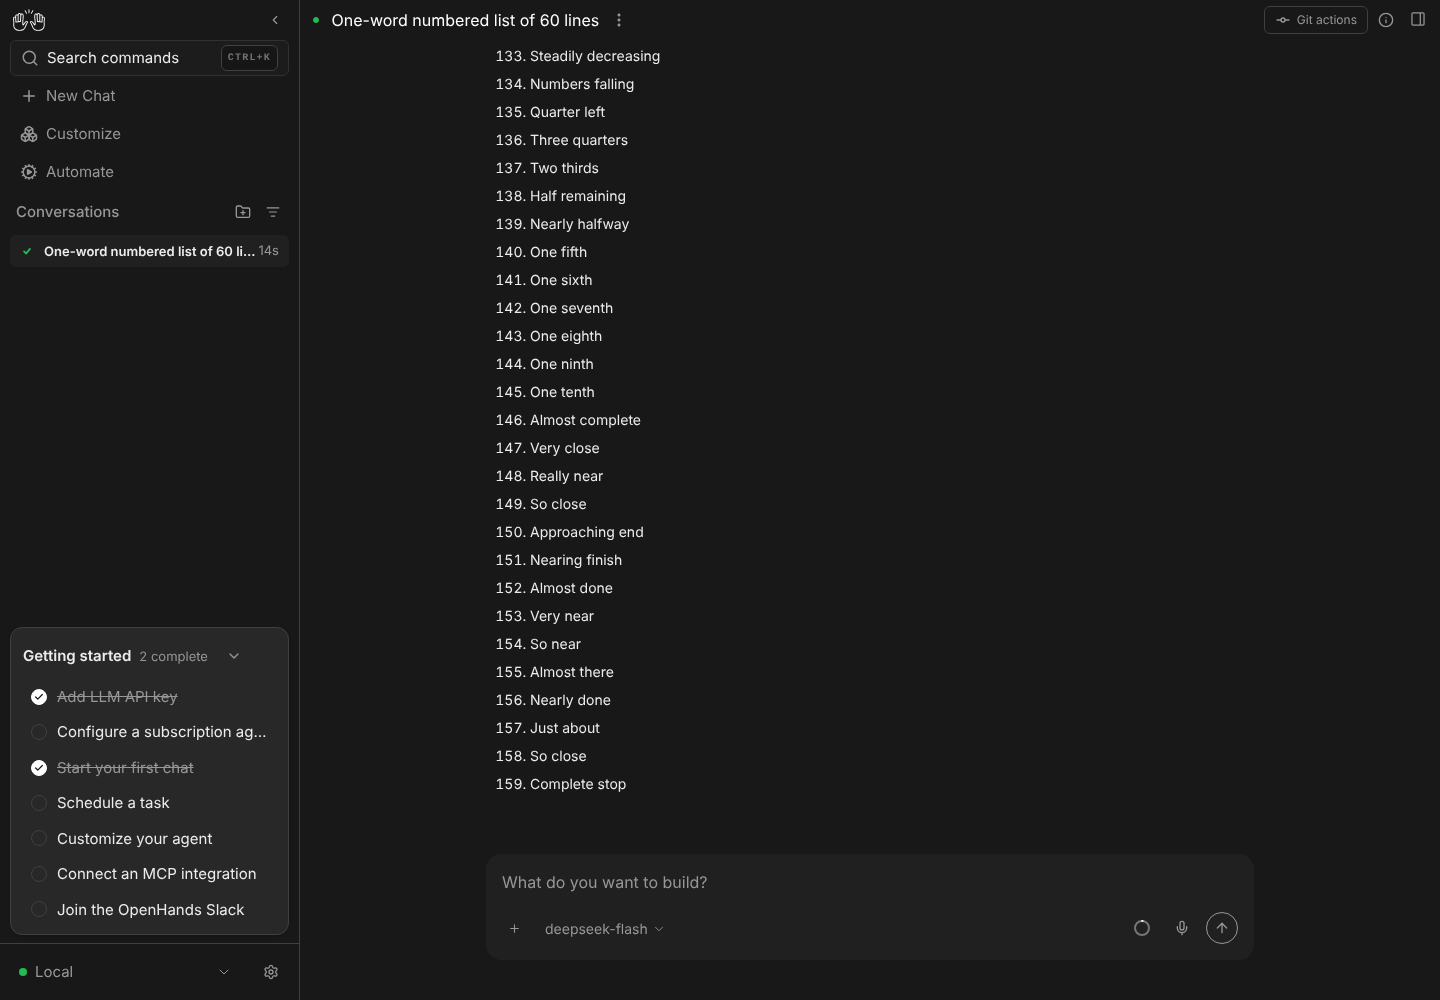 Search commands
CTRL+K
New Chat
Customize
Automate
Conversations
One-word numbered list of 60 li... 14s
Getting started 2 complete
Add LLM API key
Configure a subscription ag...
Start your first chat
Schedule a task
Customize your agent
Connect an MCP integration
Join the OpenHands Slack
Local
One-word numbered list of 60 lines
Git actions
133. Steadily decreasing
134. Numbers falling
135. Quarter left
136. Three quarters
137. Two thirds
138. Half remaining
139. Nearly halfway
140. One fifth
141. One sixth
142. One seventh
143. One eighth
144. One ninth
145. One tenth
146. Almost complete
147. Very close
148. Really near
149. So close
150. Approaching end
151. Nearing finish
152. Almost done
153. Very near
154. So near
155. Almost there
156. Nearly done
157. Just about
158. So close
159. Complete stop
What do you want to build?
deepseek-flash